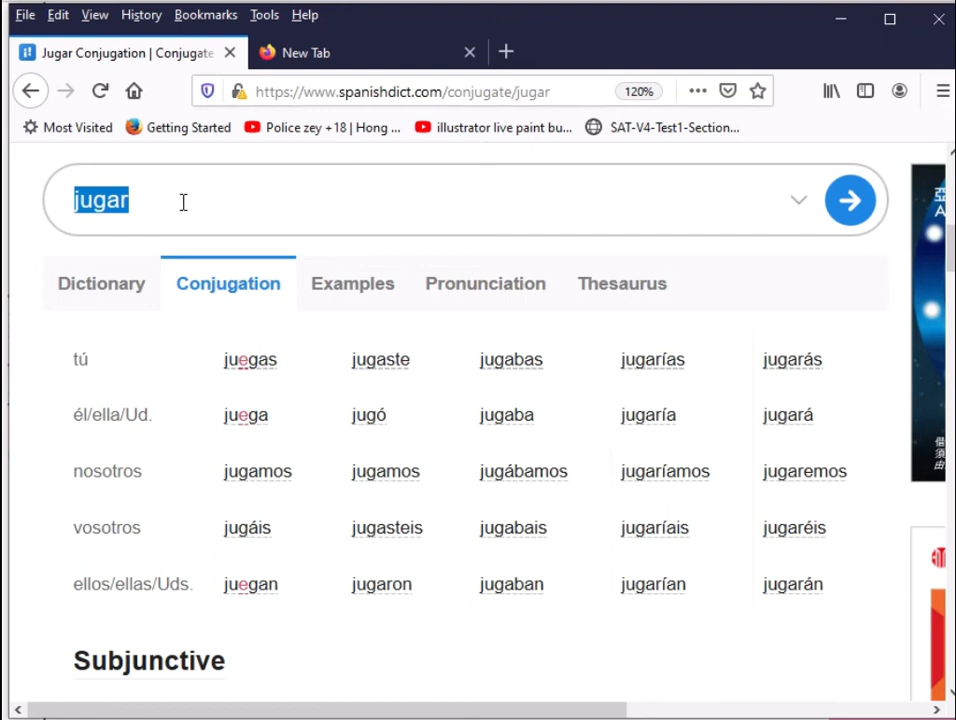 File Edit View History Bookmarks Tools Help
Jugar Conjugation | Conjugate New Tab
https://www.spanishdict.com/conjugate/jugar 120%
Most Visited Getting Started Police zey +18 | Hong ... illustrator live paint bu... SAT-V4-Test1-Section...
jugar
Dictionary Conjugation Examples Pronunciation Thesaurus
tú juegas jugaste jugabas jugarías jugarás
él/ella/Ud. juega jugó jugaba jugaría jugará
nosotros jugamos jugamos jugábamos jugaríamos jugaremos
vosotros jugáis jugasteis jugabais jugaríais jugaréis
ellos/ellas/Uds. juegan jugaron jugaban jugarían jugarán
Subjunctive